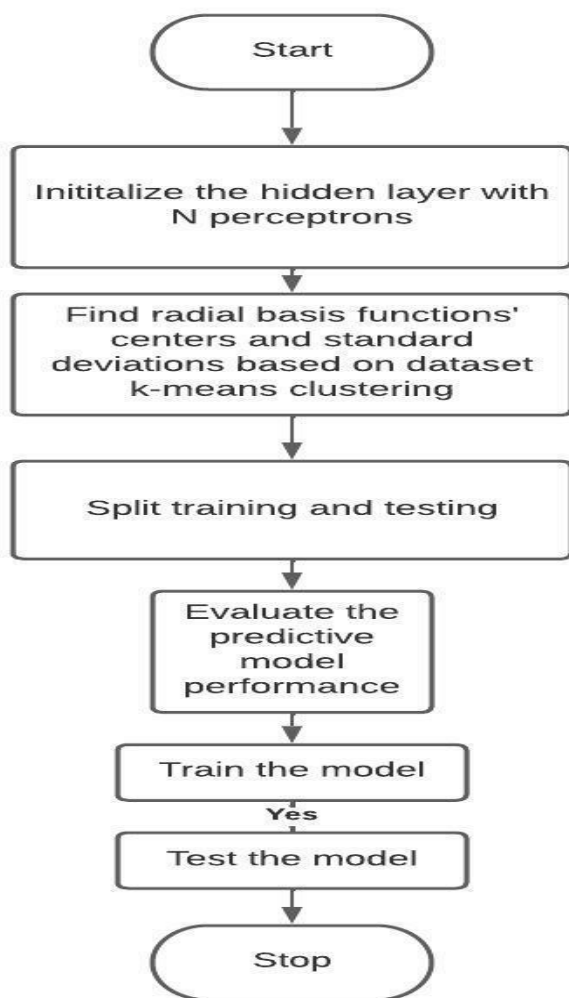 Start
Inititalize the hidden layer with
N perceptrons
Find radial basis functions'
centers and standard
deviations based on dataset
k-means clustering
Split training and testing
Evaluate the
predictive
model
performance
Train the model
Yes
Test the model
Stop